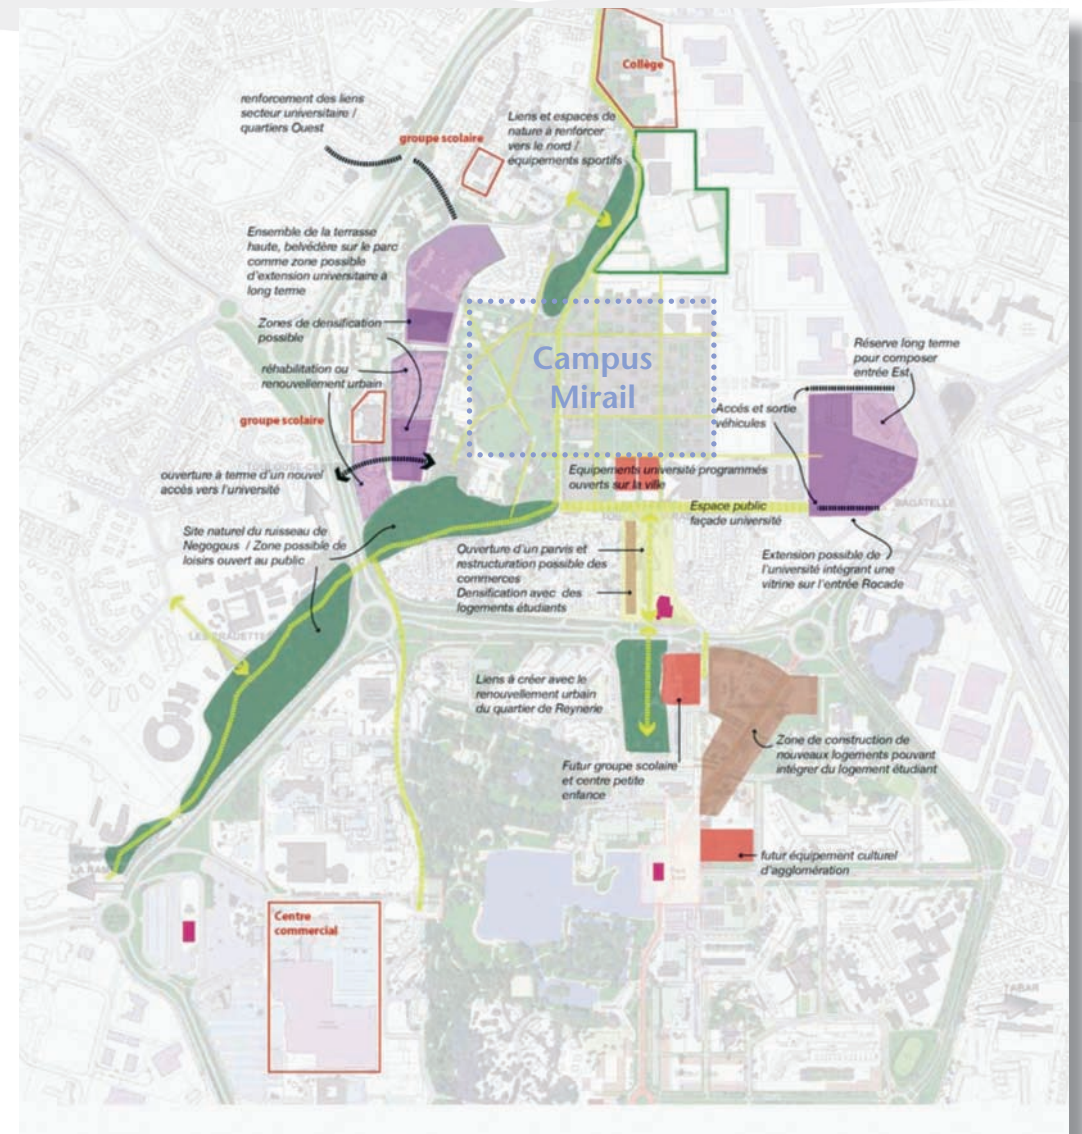 Collège
renforcement des liens
secteur universitaire /
quartiers Ouest
groupe scolaire
Liens et espaces de
nature à renforcer
vers le nord /
équipements sportifs
Ensemble de la terrasse
haute, belvédère sur le parc
comme zone possible
d'extension universitaire à
long terme
Zones de densification
possible
réhabilitation ou
renouvellement urbain
groupe scolaire
Campus
Mirail
Réserve long terme
pour composer
entrée Est
Accés et sortie
véhicules
ouverture à terme d'un nouvel
accès vers l'université
Equipements université programmés
ouverts sur la ville
Espace public
façade université
BAGATELLE
Site naturel du ruisseau de
Negogous / Zone possible de
loisirs ouvert au public
Ouverture d'un parvis et
restructuration possible des
commerces
Densification avec des
logements étudiants
Extension possible de
l'université intégrant une
vitrine sur l'entrée Rocade
Liens à créer avec le
renouvellement urbain
du quartier de Reynerie
Zone de construction de
nouveaux logements pouvant
intégrer du logement étudiant
Futur groupe scolaire
et centre petite
enfance
futur équipement culturel
d'agglomération
Centre
commercial